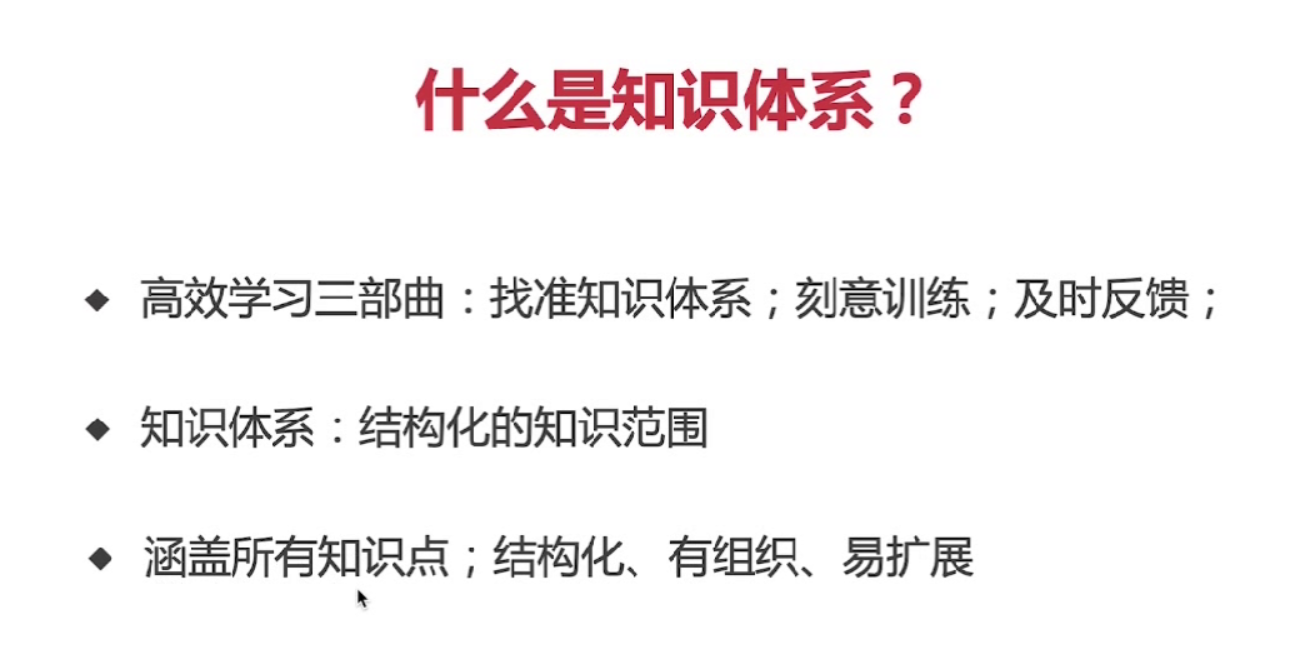 什么是知识体系？
◆ 高效学习三部曲：找准知识体系；刻意训练；及时反馈；
◆ 知识体系：结构化的知识范围
◆ 涵盖所有知识点；结构化、有组织、易扩展